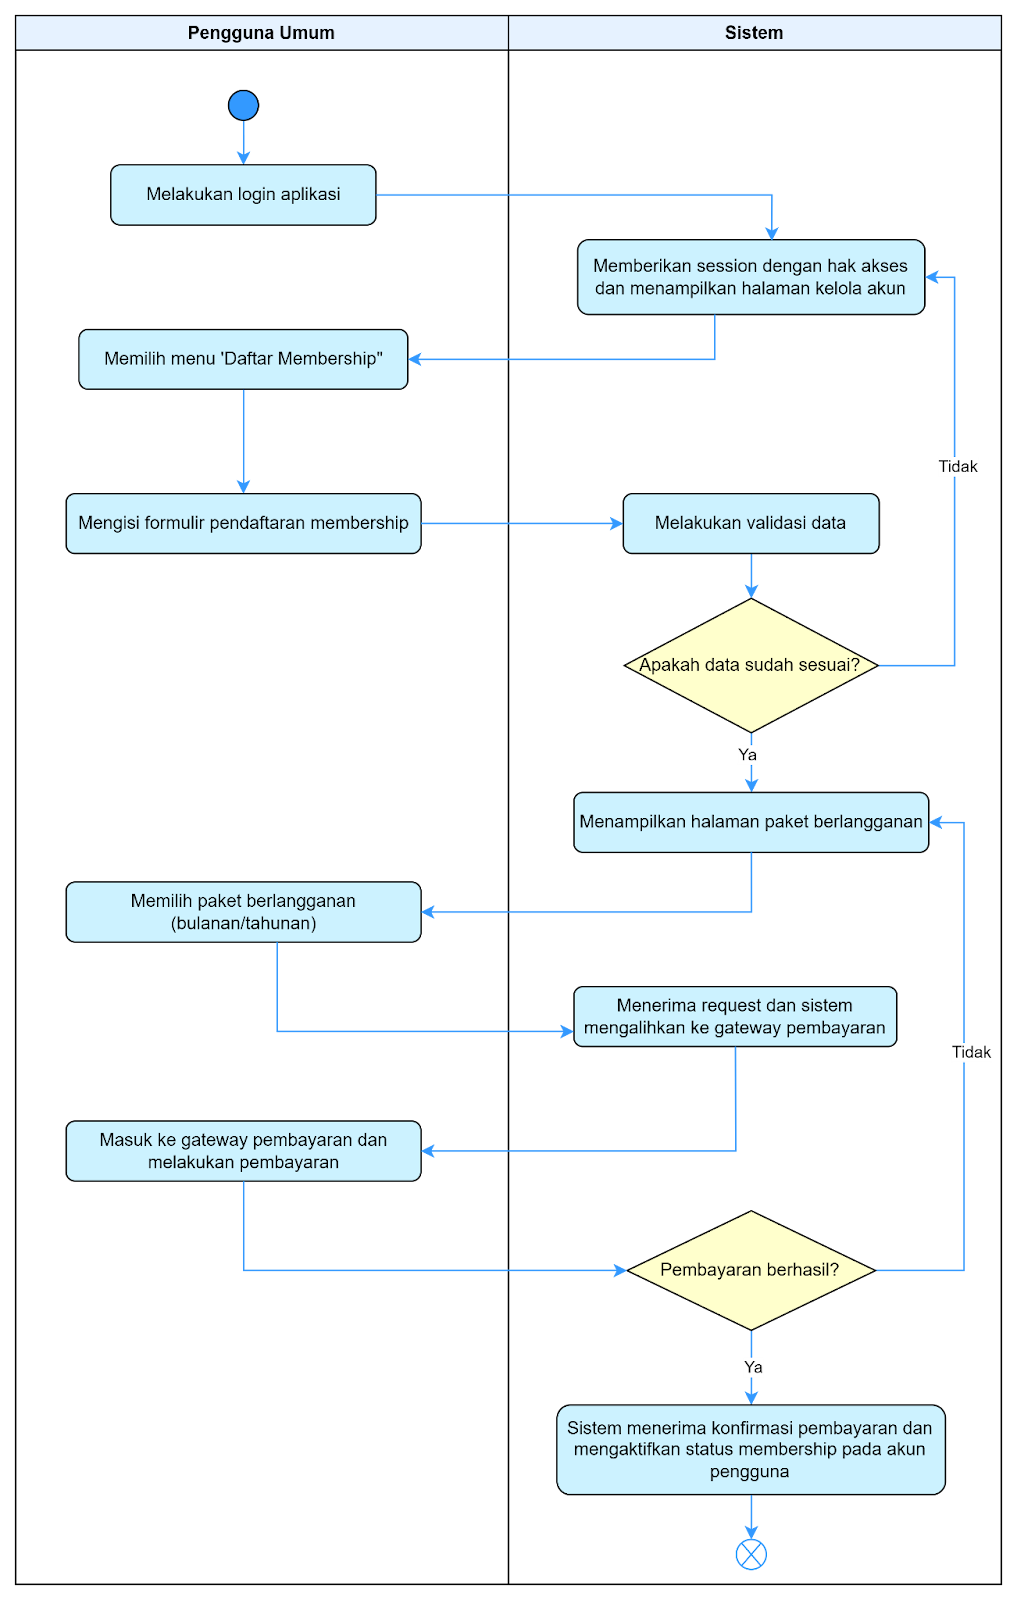 Pengguna Umum
Sistem
Melakukan login aplikasi
Memberikan session dengan hak akses
dan menampilkan halaman kelola akun
Memilih menu 'Daftar Membership"
Tidak
Mengisi formulir pendaftaran membership
Melakukan validasi data
Apakah data sudah sesuai?
Ya
Menampilkan halaman paket berlangganan
Memilih paket berlangganan
(bulanan/tahunan)
Menerima request dan sistem
mengalihkan ke gateway pembayaran
Tidak
Masuk ke gateway pembayaran dan
melakukan pembayaran
Pembayaran berhasil?
Ya
Sistem menerima konfirmasi pembayaran dan
mengaktifkan status membership pada akun
pengguna